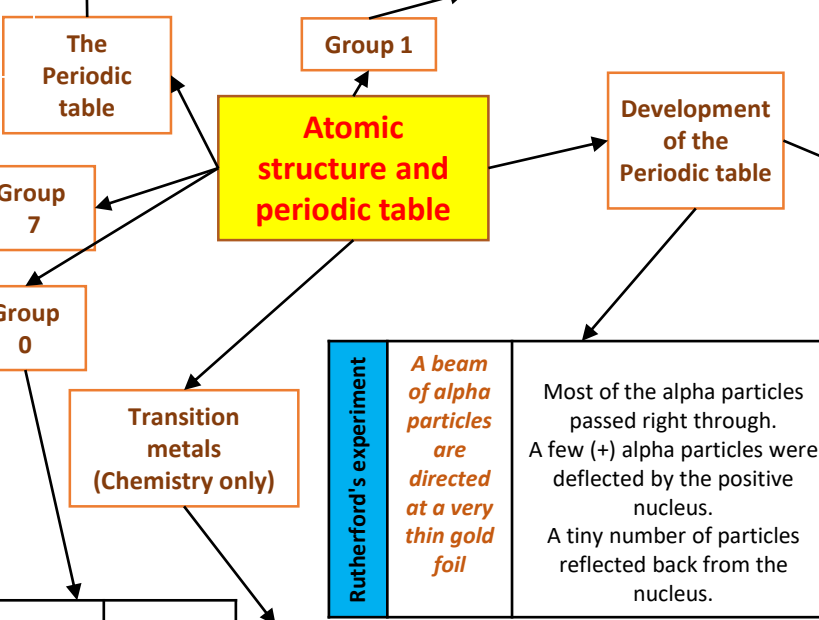 The
Periodic
table
Group 1
Atomic
structure and
periodic table
Development
of the
Periodic table
Group
7
Group
0
Transition
metals
(Chemistry only)
Rutherford's experiment
A beam
of alpha
particles
are
directed
at a very
thin gold
foil
Most of the alpha particles
passed right through.
A few (+) alpha particles were
deflected by the positive
nucleus.
A tiny number of particles
reflected back from the
nucleus.